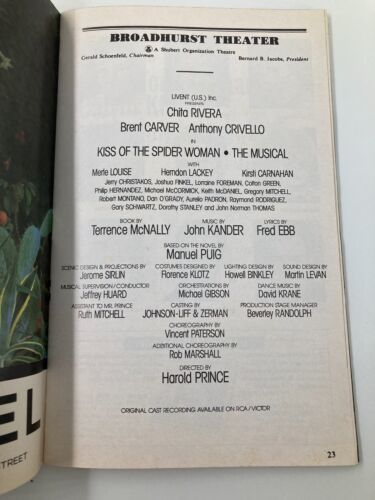 BROADHURST THEATER
A Shubert Organization Theatre
Gerald Schoenfeld, Chairman Bernard B. Jacobs, President
LIVENT (U.S.) Inc.
PRESENTS
Chita RIVERA
Brent CARVER Anthony CRIVELLO
IN
KISS OF THE SPIDER WOMAN • THE MUSICAL
WITH
Merle LOUISE Herndon LACKEY Kirsti CARNAHAN
Jerry CHRISTAKOS, Joshua FINKEL, Lorraine FOREMAN, Colton GREEN,
Philip HERNANDEZ, Michael McCORMICK, Keith McDANIEL, Gregory MITCHELL,
Robert MONTANO, Dan O'GRADY, Aurelio PADRON, Raymond RODRIGUEZ,
Gary SCHWARTZ, Dorothy STANLEY and John Norman THOMAS
BOOK BY MUSIC BY LYRICS BY
Terrence McNALLY John KANDER Fred EBB
BASED ON THE NOVEL BY
Manuel PUIG
SCENIC DESIGN & PROJECTIONS BY COSTUMES DESIGNED BY LIGHTING DESIGN BY SOUND DESIGN BY
Jerome SIRLIN Florence KLOTZ Howell BINKLEY Martin LEVAN
MUSICAL SUPERVISION/CONDUCTOR ORCHESTRATIONS BY DANCE MUSIC BY
Jeffrey HUARD Michael GIBSON David KRANE
ASSISTANT TO MR. PRINCE CASTING BY PRODUCTION STAGE MANAGER
Ruth MITCHELL JOHNSON-LIFF & ZERMAN Beverley RANDOLPH
CHOREOGRAPHY BY
Vincent PATERSON
ADDITIONAL CHOREOGRAPHY BY
Rob MARSHALL
DIRECTED BY
Harold PRINCE
ORIGINAL CAST RECORDING AVAILABLE ON RCA/VICTOR
23
EL
STREET